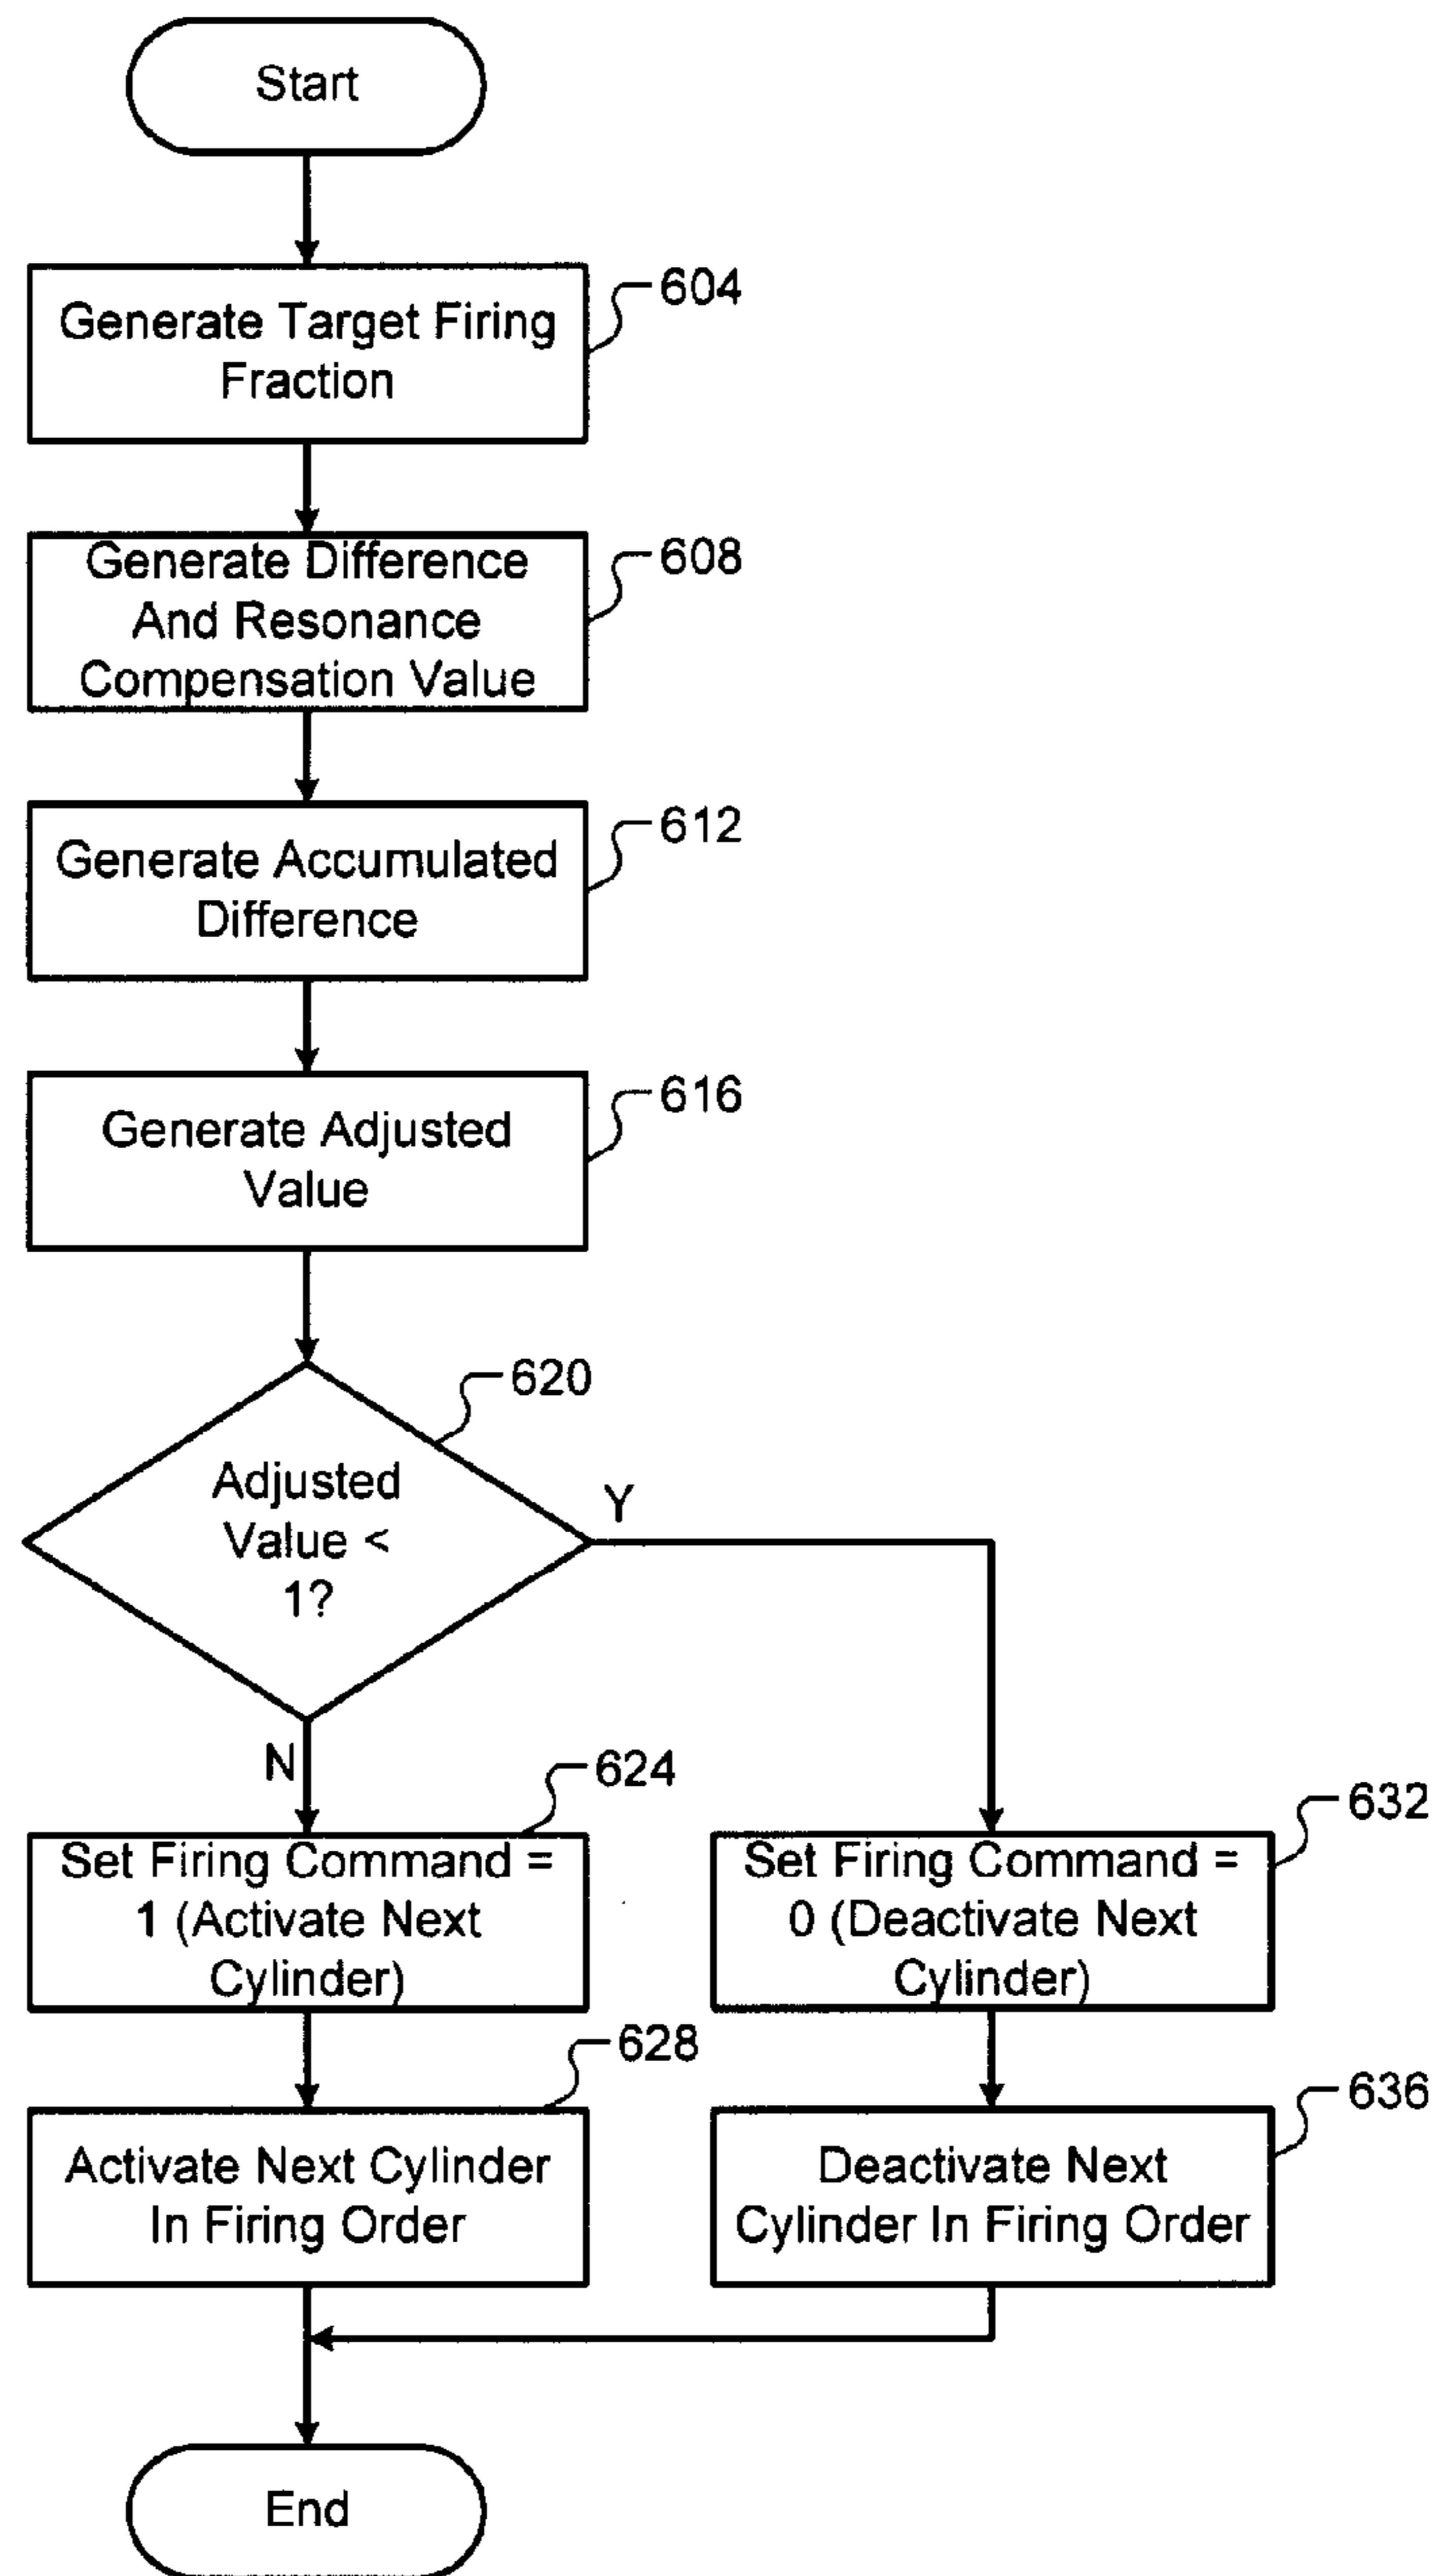 Start
Generate Target Firing
Fraction
604
Generate Difference
And Resonance
Compensation Value
608
Generate Accumulated
Difference
612
Generate Adjusted
Value
616
Adjusted
Value <
1?
620
Y
N
Set Firing Command =
1 (Activate Next
Cylinder)
624
Set Firing Command =
0 (Deactivate Next
Cylinder)
632
Activate Next Cylinder
In Firing Order
628
Deactivate Next
Cylinder In Firing Order
636
End